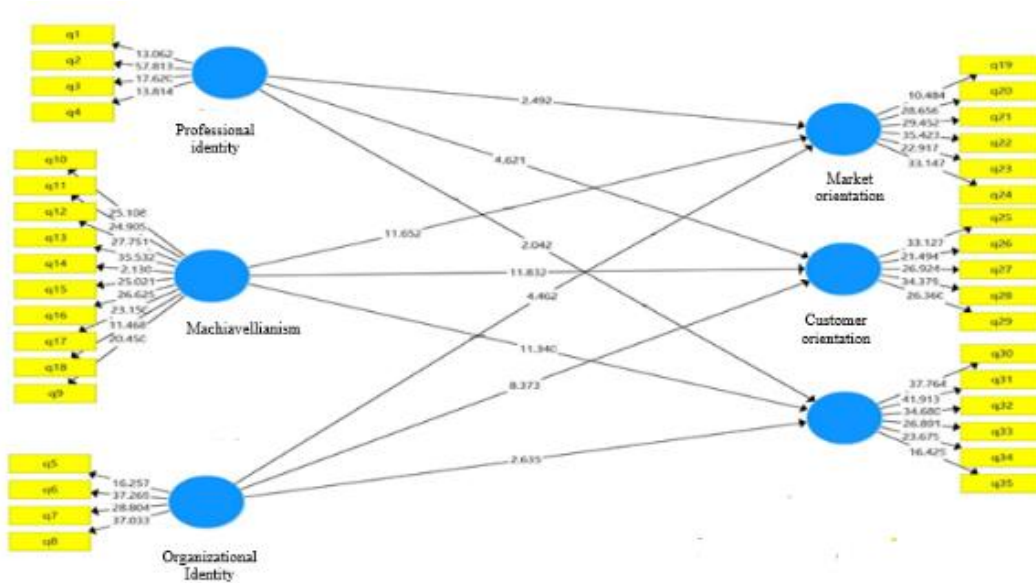 q1
q2
q3
q4
13.062
57.813
17.620
13.814
Professional
identity
q10
q11
q12
q13
q14
q15
q16
q17
q18
q9
25.108
24.905
27.751
35.532
2.130
25.021
26.625
23.150
11.468
20.450
Machiavellianism
q5
q6
q7
q8
16.257
37.265
28.804
37.033
Organizational
Identity
2.492
4.621
2.042
11.652
11.832
11.340
4.462
8.373
2.635
q19
q20
q21
q22
q23
q24
10.484
28.656
29.452
35.423
22.917
33.147
Market
orientation
q25
q26
q27
q28
q29
33.127
21.494
26.924
34.375
26.360
Customer
orientation
q30
q31
q32
q33
q34
q35
37.764
41.913
34.680
26.891
23.675
16.425